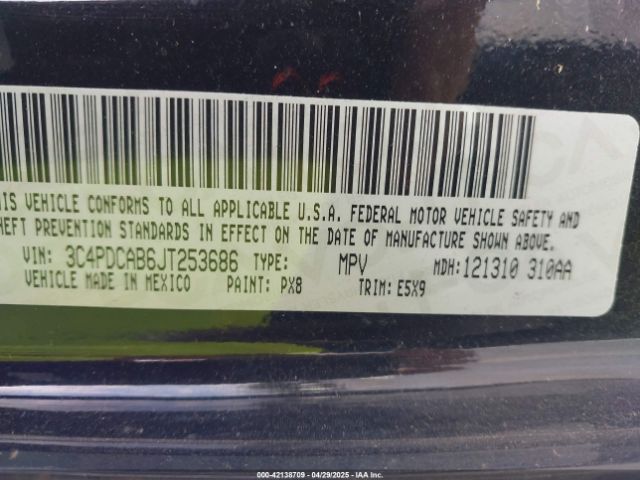 THIS VEHICLE CONFORMS TO ALL APPLICABLE U.S.A. FEDERAL MOTOR VEHICLE SAFETY AND
THEFT PREVENTION STANDARDS IN EFFECT ON THE DATE OF MANUFACTURE SHOWN ABOVE.
VIN: 3C4PDCAB6JT253686 TYPE: MPV MDH:121310 310AA
VEHICLE MADE IN MEXICO PAINT: PX8 TRIM: E5X9
000-42138709 - 04/29/2025 - IAA Inc.